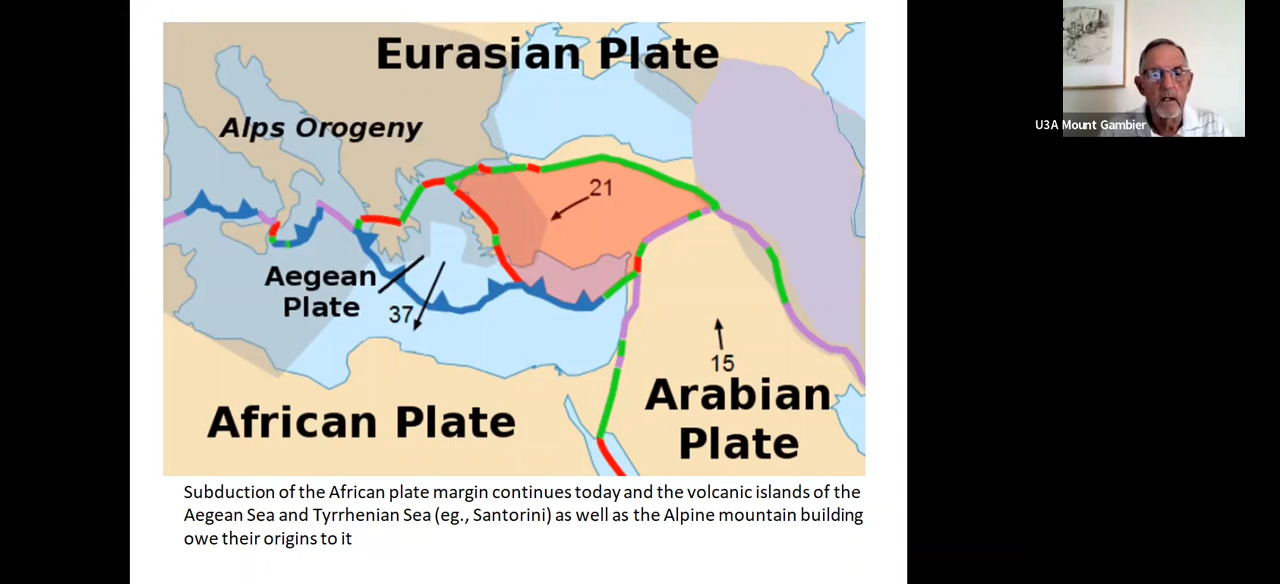 Eurasian Plate
Alps Orogeny
21
Aegean
Plate
37
15
Arabian
Plate
African Plate
Subduction of the African plate margin continues today and the volcanic islands of the
Aegean Sea and Tyrrhenian Sea (eg., Santorini) as well as the Alpine mountain building
owe their origins to it
U3A Mount Gambier